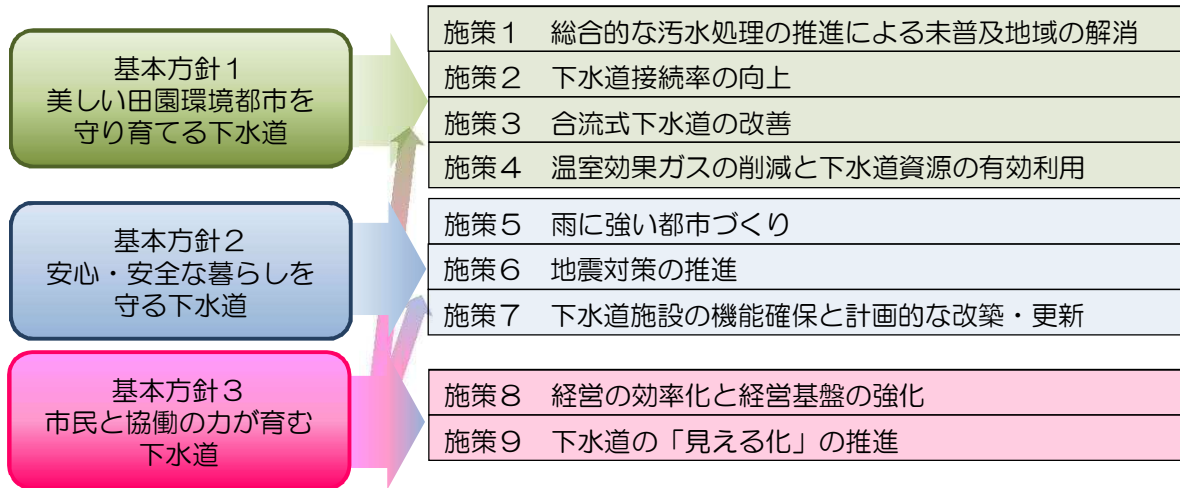 基本方針１
美しい田園環境都市を
守り育てる下水道
施策１　総合的な汚水処理の推進による未普及地域の解消
施策２　下水道接続率の向上
施策３　合流式下水道の改善
施策４　温室効果ガスの削減と下水道資源の有効利用
基本方針２
安心・安全な暮らしを
守る下水道
施策５　雨に強い都市づくり
施策６　地震対策の推進
施策７　下水道施設の機能確保と計画的な改築・更新
基本方針３
市民と協働の力が育む
下水道
施策８　経営の効率化と経営基盤の強化
施策９　下水道の「見える化」の推進